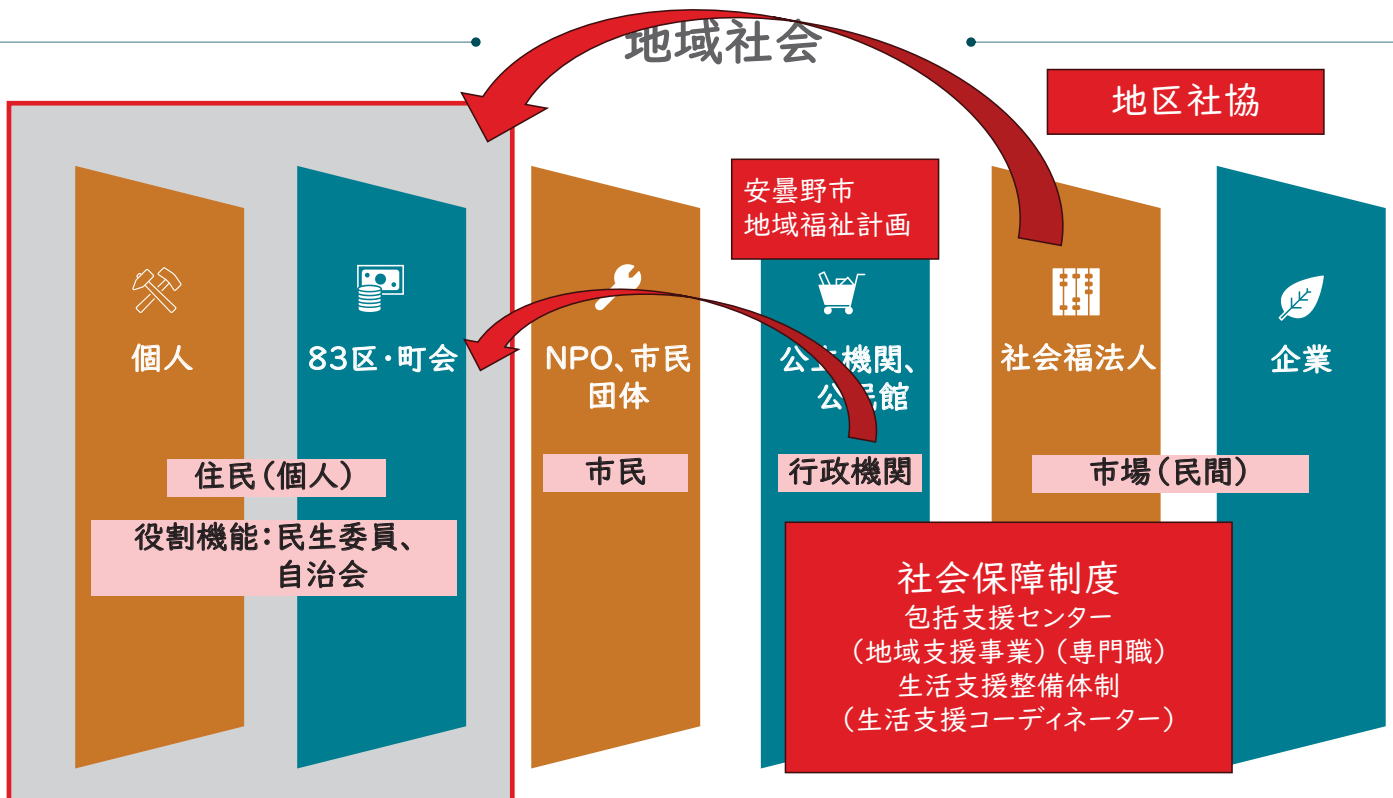 地域社会
地区社協
安曇野市
地域福祉計画
個人
83区・町会
NPO、市民
団体
公立機関、
公民館
社会福法人
企業
住民(個人)
市民
行政機関
市場(民間)
役割機能:民生委員、
自治会
社会保障制度
包括支援センター
(地域支援事業)(専門職)
生活支援整備体制
(生活支援コーディネーター)